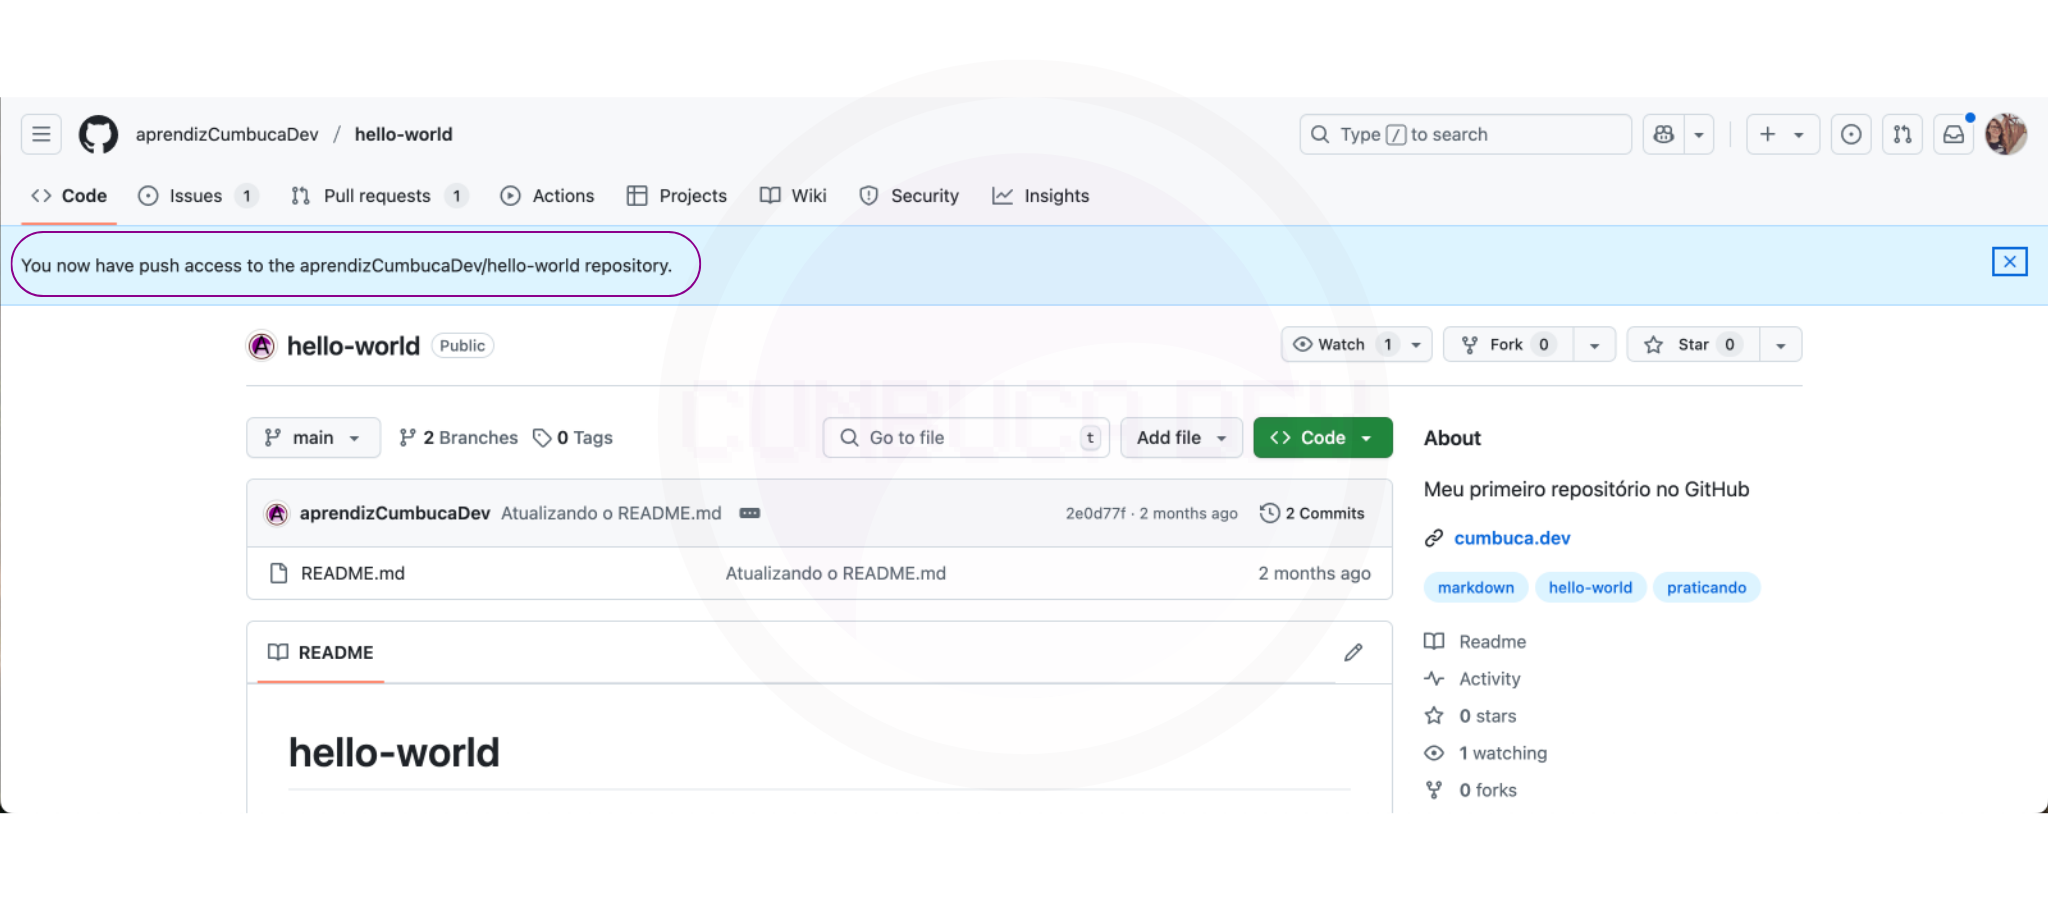 aprendizCumbucaDev / hello-world
Type / to search
Code Issues 1 Pull requests 1 Actions Projects Wiki Security Insights
You now have push access to the aprendizCumbucaDev/hello-world repository.
hello-world Public
Watch 1 Fork 0 Star 0
CUMBUCA DEV
main 2 Branches 0 Tags
Go to file t
Add file
Code
About
Meu primeiro repositório no GitHub
cumbuca.dev
markdown hello-world praticando
Readme
Activity
0 stars
1 watching
0 forks
aprendizCumbucaDev Atualizando o README.md 2e0d77f · 2 months ago 2 Commits
README.md Atualizando o README.md 2 months ago
README
hello-world